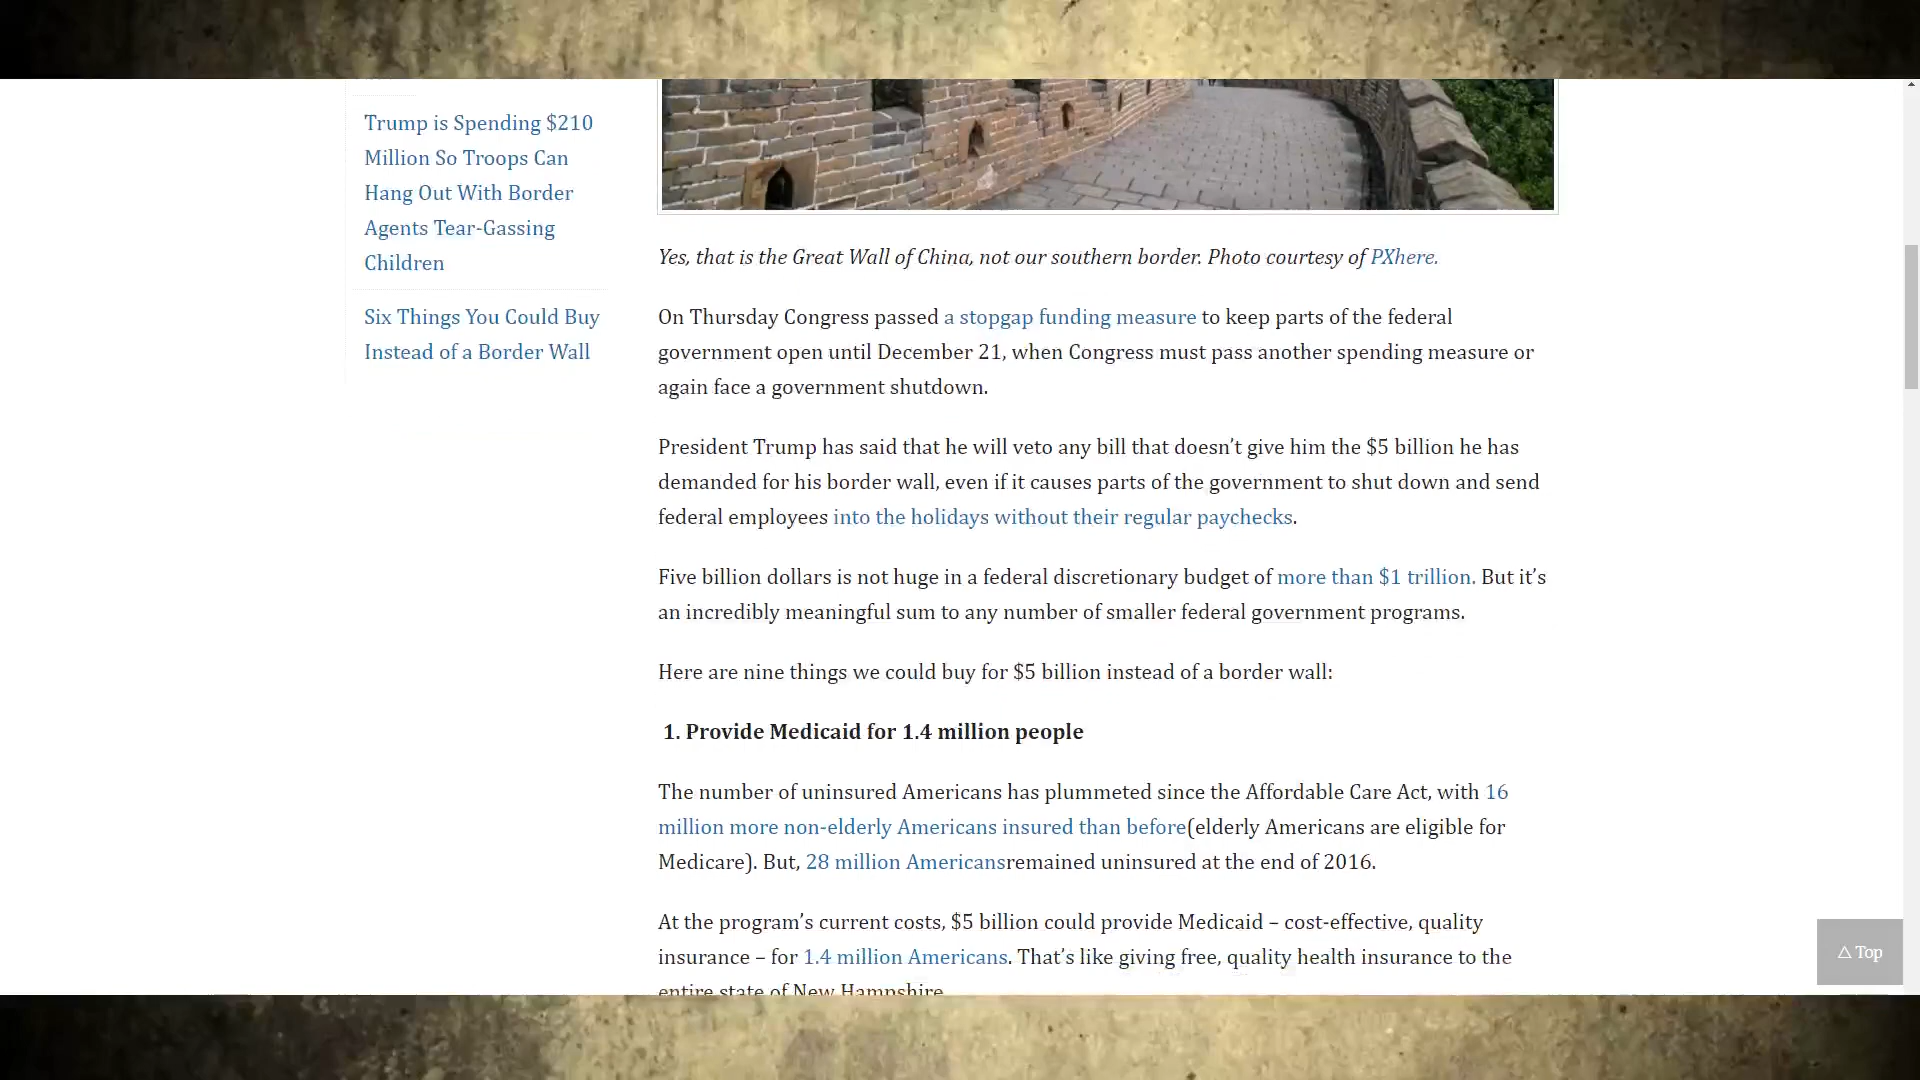 Trump is Spending $210
Million So Troops Can
Hang Out With Border
Agents Tear-Gassing
Children
Six Things You Could Buy
Instead of a Border Wall
Yes, that is the Great Wall of China, not our southern border. Photo courtesy of PXhere.
On Thursday Congress passed a stopgap funding measure to keep parts of the federal
government open until December 21, when Congress must pass another spending measure or
again face a government shutdown.
President Trump has said that he will veto any bill that doesn’t give him the $5 billion he has
demanded for his border wall, even if it causes parts of the government to shut down and send
federal employees into the holidays without their regular paychecks.
Five billion dollars is not huge in a federal discretionary budget of more than $1 trillion. But it’s
an incredibly meaningful sum to any number of smaller federal government programs.
Here are nine things we could buy for $5 billion instead of a border wall:
1. Provide Medicaid for 1.4 million people
The number of uninsured Americans has plummeted since the Affordable Care Act, with 16
million more non-elderly Americans insured than before(elderly Americans are eligible for
Medicare). But, 28 million Americansremained uninsured at the end of 2016.
At the program’s current costs, $5 billion could provide Medicaid – cost-effective, quality
insurance – for 1.4 million Americans. That’s like giving free, quality health insurance to the
entire state of New Hampshire.
△ Top